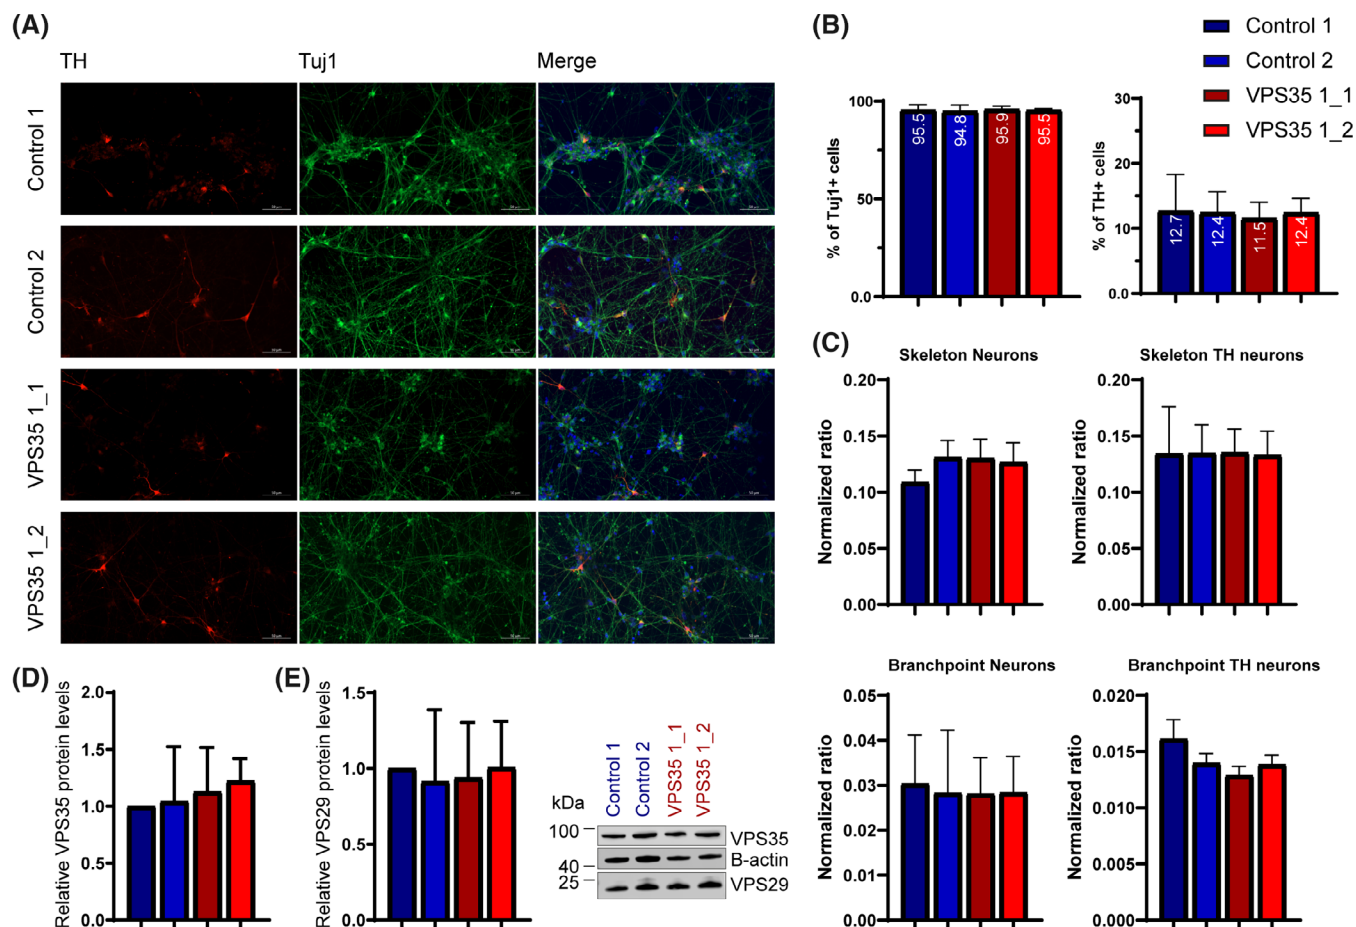 (A)
TH
Tuj1
Merge
Control 1
Control 2
VPS35 1_1
VPS35 1_2
(B)
Control 1
Control 2
VPS35 1_1
VPS35 1_2
% of Tuj1+ cells
100
50
0.0
95.5
94.8
95.9
95.5
% of TH+ cells
30
20
10
0.0
12.7
12.4
11.5
12.4
(C)
Skeleton Neurons
Normalized ratio
0.20
0.15
0.10
0.05
0.00
Skeleton TH neurons
Normalized ratio
0.20
0.15
0.10
0.05
0.00
Branchpoint Neurons
Normalized ratio
0.05
0.04
0.03
0.02
0.01
0.00
Branchpoint TH neurons
Normalized ratio
0.020
0.015
0.010
0.005
0.000
(D)
Relative VPS35 protein levels
2.0
1.5
1.0
0.5
0.0
(E)
Relative VPS29 protein levels
1.5
1.0
0.5
0.0
Control 1
Control 2
VPS35 1_1
VPS35 1_2
kDa
100
40
25
VPS35
B-actin
VPS29